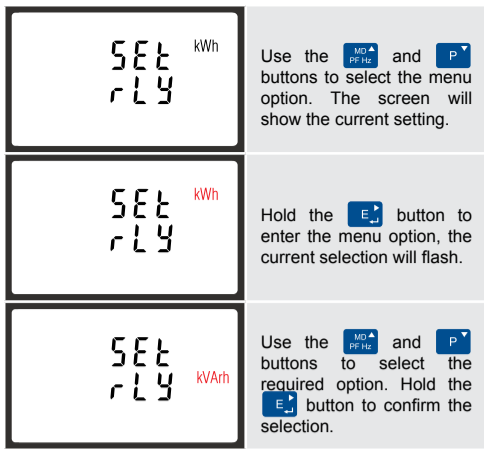 SEt kWh
rLY
Use the MD PF Hz and P
buttons to select the menu
option. The screen will
show the current setting.
SEt kWh
rLY
Hold the E button to
enter the menu option, the
current selection will flash.
SEt
rLY kVArh
Use the MD PF Hz and P
buttons to select the
required option. Hold the
E button to confirm the
selection.